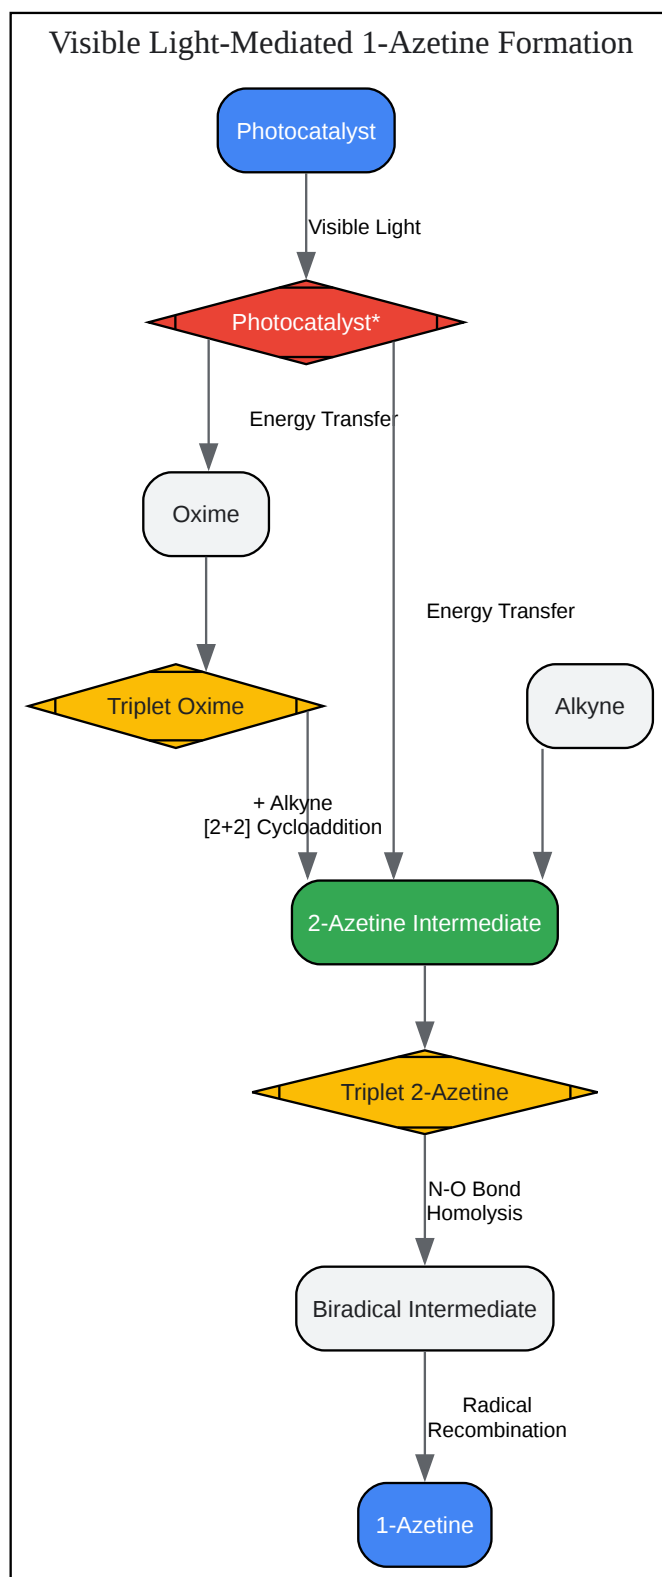 Visible Light-Mediated 1-Azetine Formation
Photocatalyst
Visible Light
Photocatalyst*
Energy Transfer
Oxime
Energy Transfer
Triplet Oxime
Alkyne
+ Alkyne
[2+2] Cycloaddition
2-Azetine Intermediate
Triplet 2-Azetine
N-O Bond
Homolysis
Biradical Intermediate
Radical
Recombination
1-Azetine